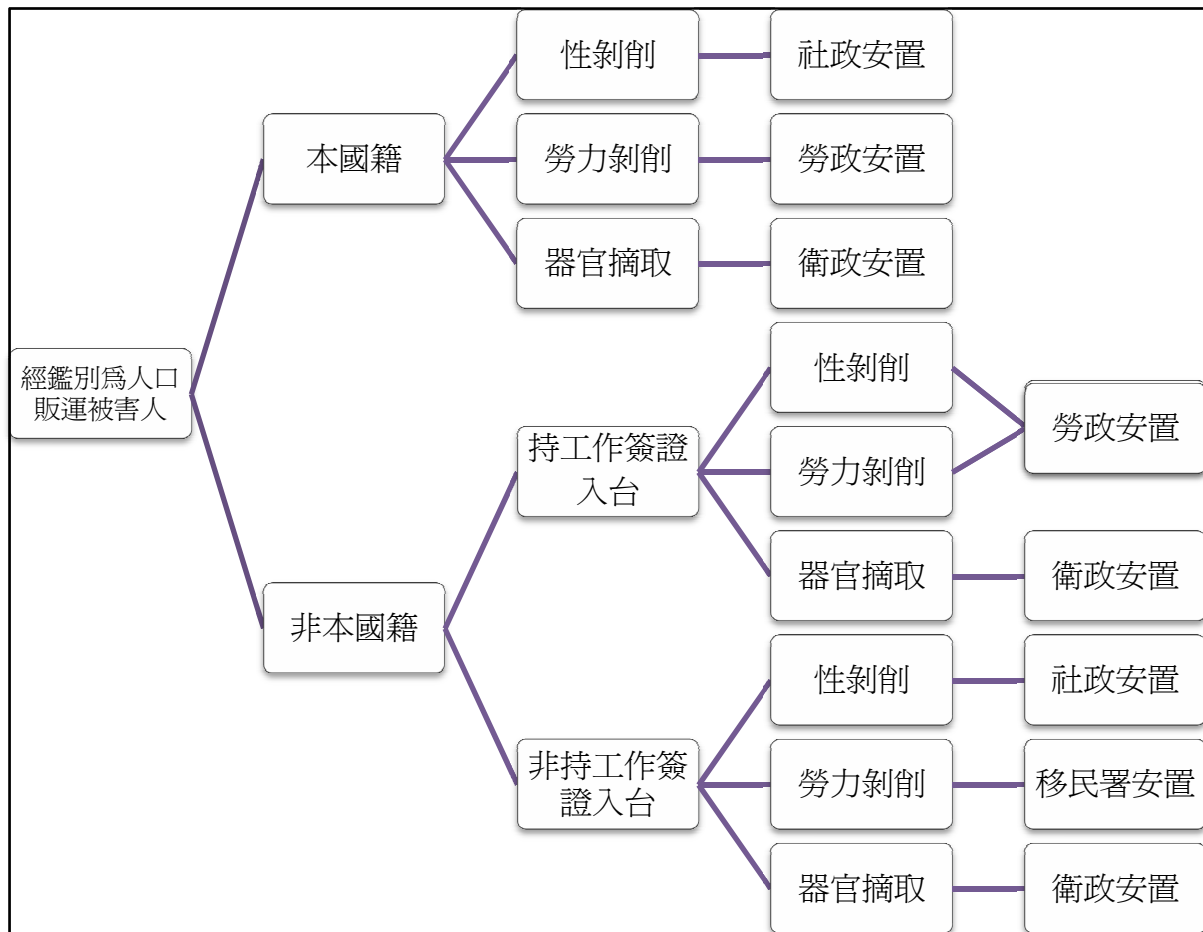 性剝削
社政安置
本國籍
勞力剝削
勞政安置
器官摘取
衛政安置
經鑑別為人口
販運被害人
性剝削
勞政安置
持工作簽證
入台
勞力剝削
器官摘取
衛政安置
非本國籍
性剝削
社政安置
非持工作簽
證入台
勞力剝削
移民署安置
器官摘取
衛政安置